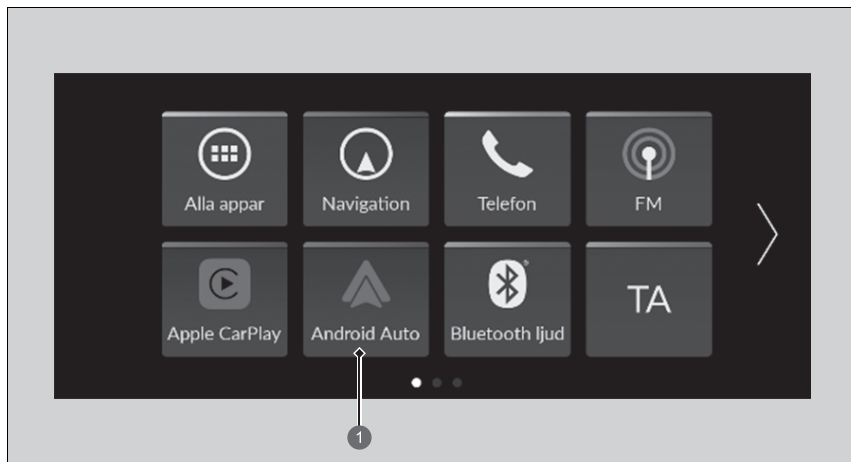 Alla appar
Navigation
Telefon
FM
Apple CarPlay
Android Auto
Bluetooth ljud
TA
1